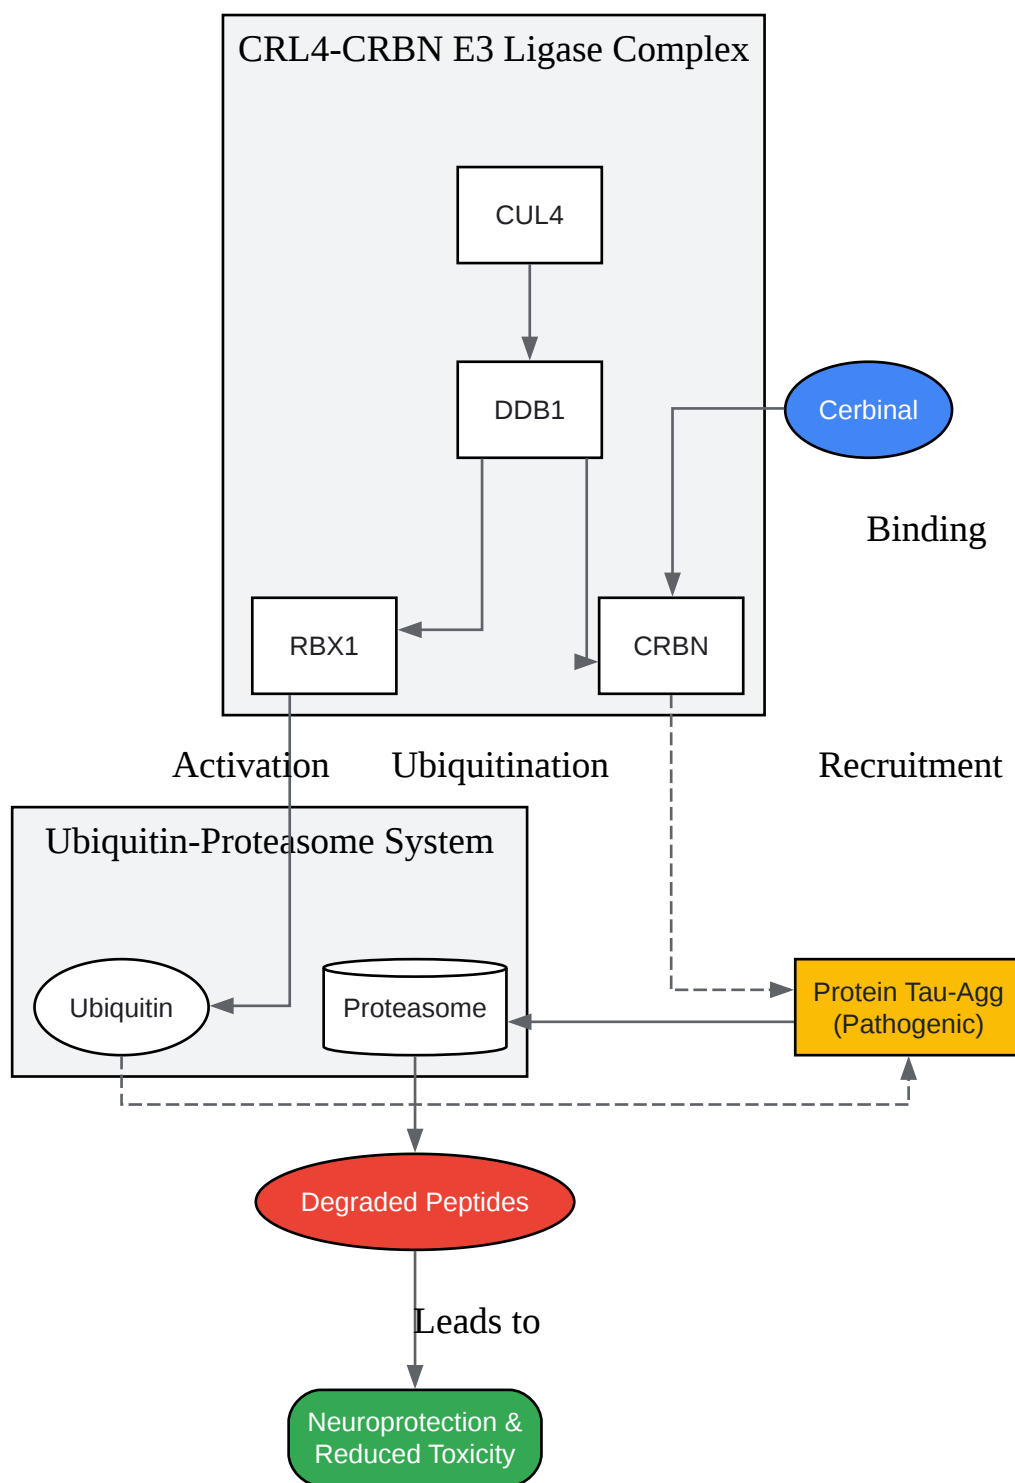 CRL4-CRBN E3 Ligase Complex
CUL4
DDB1
Cerbinal
Binding
RBX1
CRBN
Activation
Ubiquitination
Recruitment
Ubiquitin-Proteasome System
Ubiquitin
Proteasome
Protein Tau-Agg
(Pathogenic)
Degraded Peptides
Leads to
Neuroprotection &
Reduced Toxicity